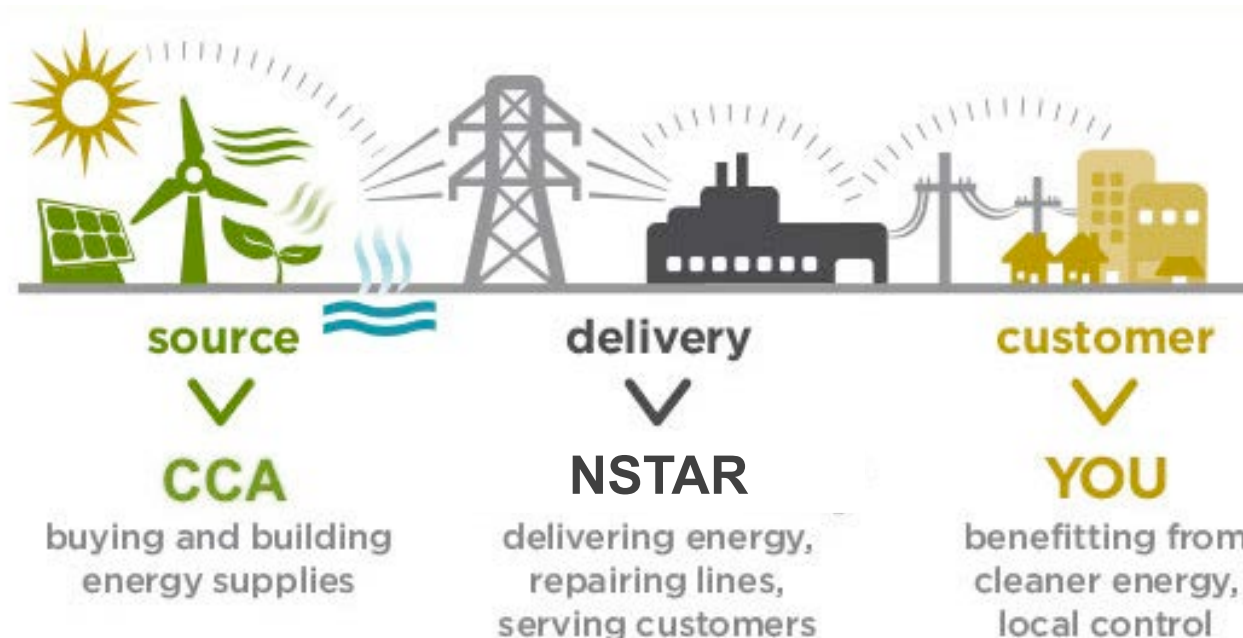 source
delivery
customer
CCA
NSTAR
YOU
buying and building
energy supplies
delivering energy,
repairing lines,
serving customers
benefitting from
cleaner energy,
local control